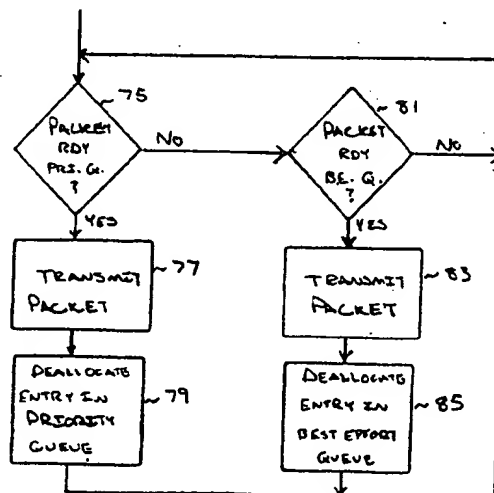 ~75
PACKET
RDY
PRI. Q.
?
NO
YES
~81
PACKET
RDY
B.E. Q.
?
NO
YES
TRANSMIT
PACKET
~77
TRANSMIT
PACKET
~83
DEALLOCATE
ENTRY IN
PRIORITY
QUEUE
~79
DEALLOCATE
ENTRY IN
BEST EFFORT
QUEUE
~85